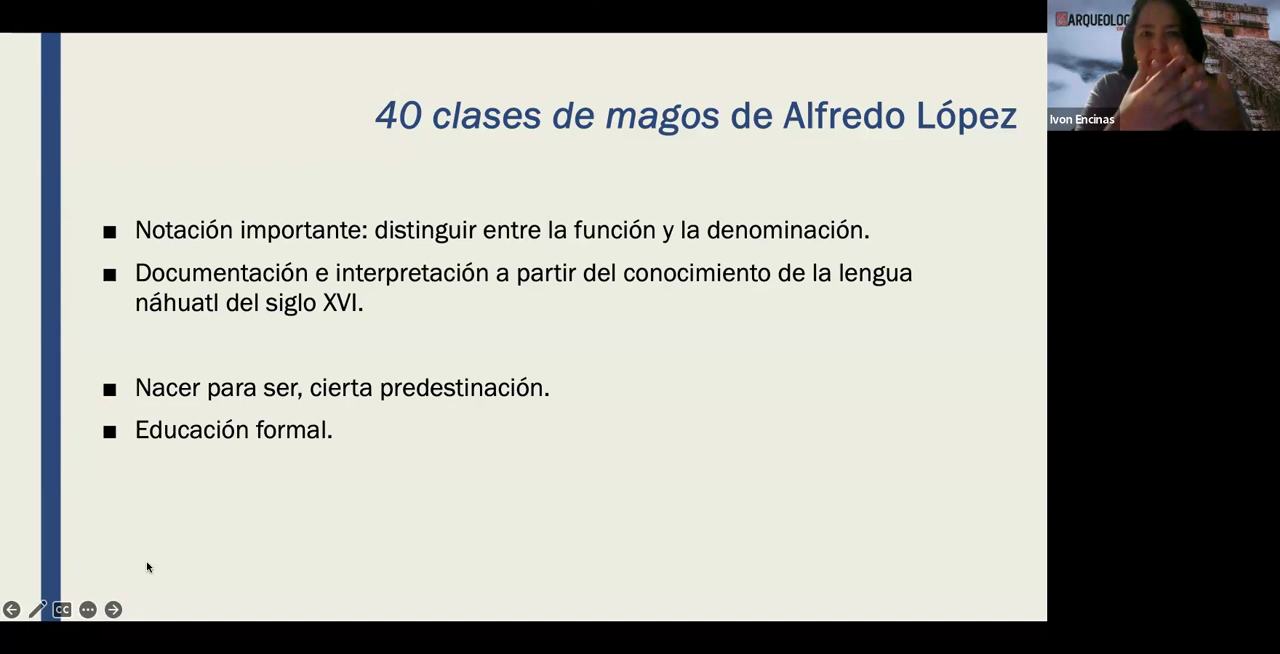 40 clases de magos de Alfredo López
■ Notación importante: distinguir entre la función y la denominación.
■ Documentación e interpretación a partir del conocimiento de la lengua
náhuatl del siglo XVI.
■ Nacer para ser, cierta predestinación.
■ Educación formal.
CC
ARQUEOLOG
Ivon Encinas